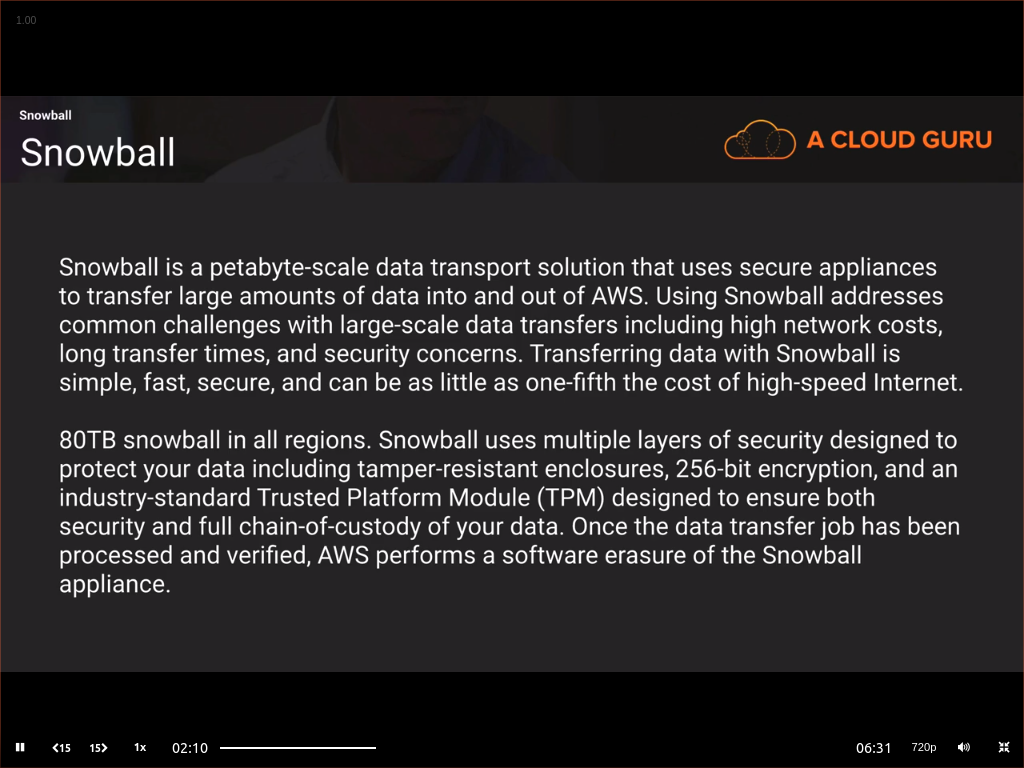 1.00
Snowball
Snowball
A CLOUD GURU
Snowball is a petabyte-scale data transport solution that uses secure appliances
to transfer large amounts of data into and out of AWS. Using Snowball addresses
common challenges with large-scale data transfers including high network costs,
long transfer times, and security concerns. Transferring data with Snowball is
simple, fast, secure, and can be as little as one-fifth the cost of high-speed Internet.
80TB snowball in all regions. Snowball uses multiple layers of security designed to
protect your data including tamper-resistant enclosures, 256-bit encryption, and an
industry-standard Trusted Platform Module (TPM) designed to ensure both
security and full chain-of-custody of your data. Once the data transfer job has been
processed and verified, AWS performs a software erasure of the Snowball
appliance.
15 15 1x 02:10 06:31 720p